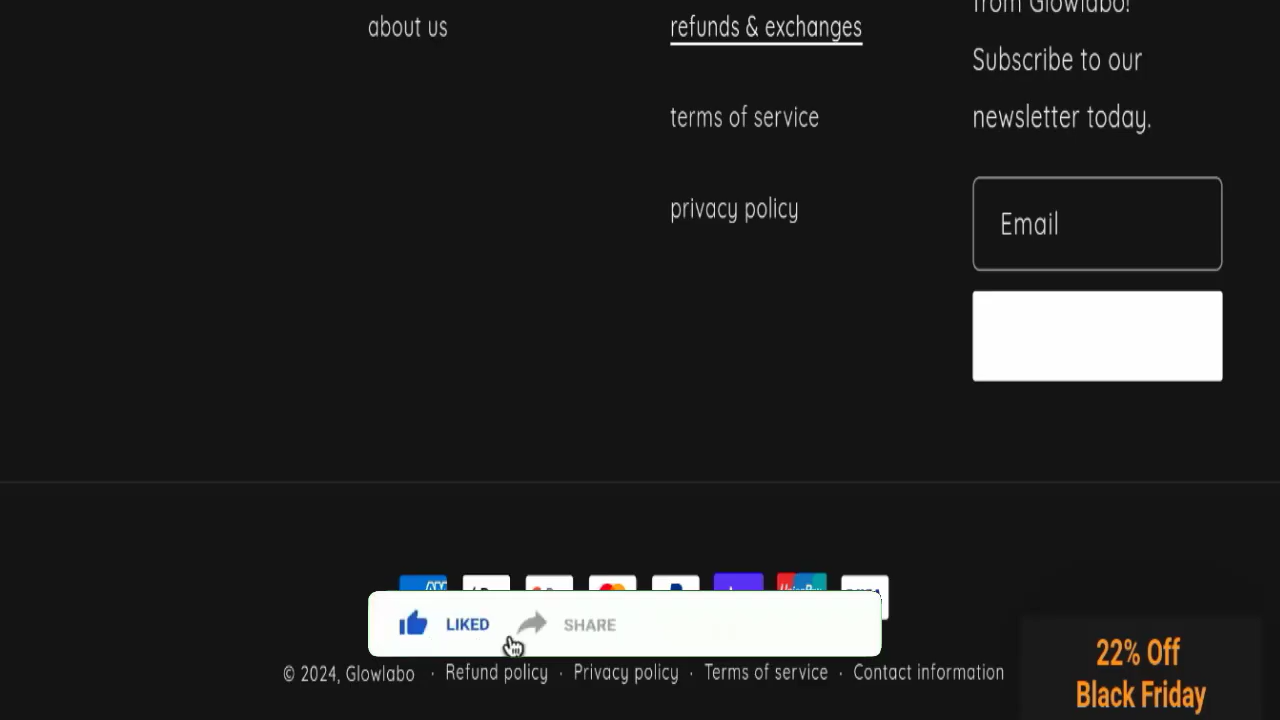 about us
refunds & exchanges
terms of service
privacy policy
from Glowlabo!
Subscribe to our
newsletter today.
Email
LIKED SHARE
© 2024, Glowlabo · Refund policy · Privacy policy · Terms of service · Contact information
22% Off
Black Friday